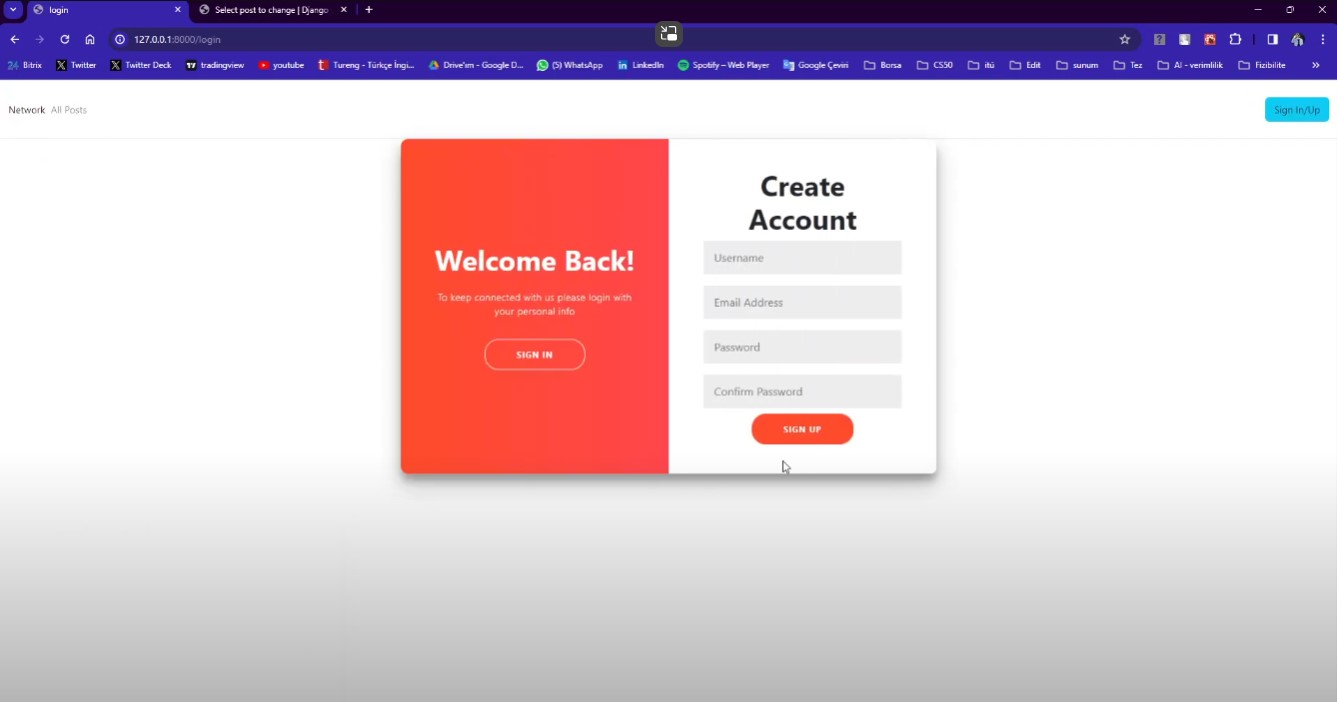 login
Select post to change | Django
127.0.0.1:8000/login
24 Bitrix
Twitter
Twitter Deck
tradingview
youtube
Tureng - Türkçe İngi...
Drive'ım - Google D...
(5) WhatsApp
LinkedIn
Spotify – Web Player
Google Çeviri
Borsa
CS50
itü
Edit
sunum
Tez
AI - verimlilik
Fizibilite
»
Network All Posts
Sign In/Up
Welcome Back!
To keep connected with us please login with
your personal info
SIGN IN
Create
Account
Username
Email Address
Password
Confirm Password
SIGN UP